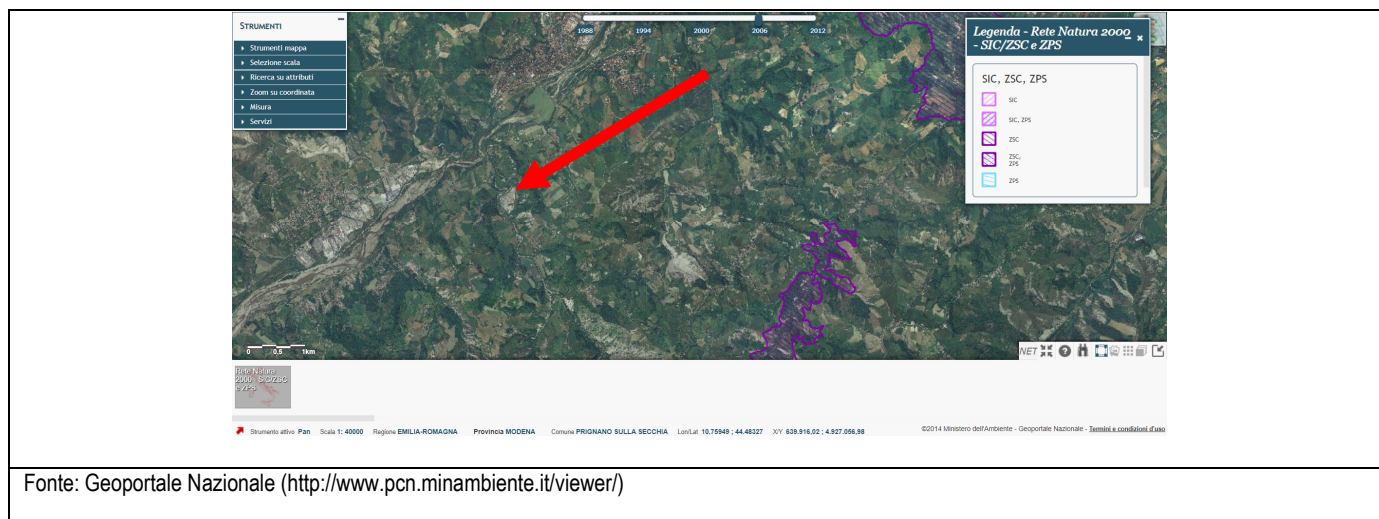 STRUMENTI
Strumenti mappa
Selezione scala
Ricerca su attributi
Zoom su coordinata
Misura
Servizi
1988 1994 2000 2006 2012
Legenda - Rete Natura 2000
- SIC/ZSC e ZPS
SIC, ZSC, ZPS
SIC
SIC, ZPS
ZSC
ZSC,
ZPS
ZPS
0 0,5 1km
NET
Rete Natura
2000 - SIC/ZSC
e ZPS
Strumento attivo Pan Scala 1: 40000 Regione EMILIA-ROMAGNA Provincia MODENA Comune PRIGNANO SULLA SECCHIA Lon/Lat 10.75949 ; 44.48327 X/Y 639.916,02 ; 4.927.056,98 ©2014 Ministero dell'Ambiente - Geoportale Nazionale - Termini e condizioni d'uso
Fonte: Geoportale Nazionale (http://www.pcn.minambiente.it/viewer/)